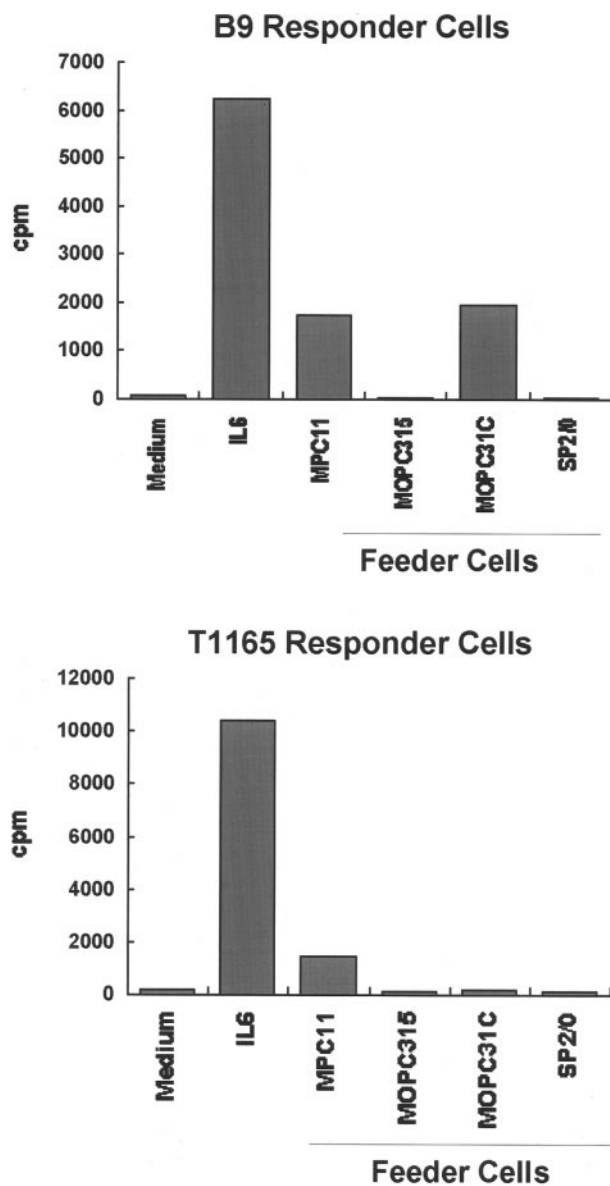 B9 Responder Cells
7000
6000
5000
4000
3000
2000
1000
0
cpm
Medium
IL6
MPC11
MOPC315
MOPC31C
SP2/0
Feeder Cells
T1165 Responder Cells
12000
10000
8000
6000
4000
2000
0
cpm
Medium
IL6
MPC11
MOPC315
MOPC31C
SP2/0
Feeder Cells